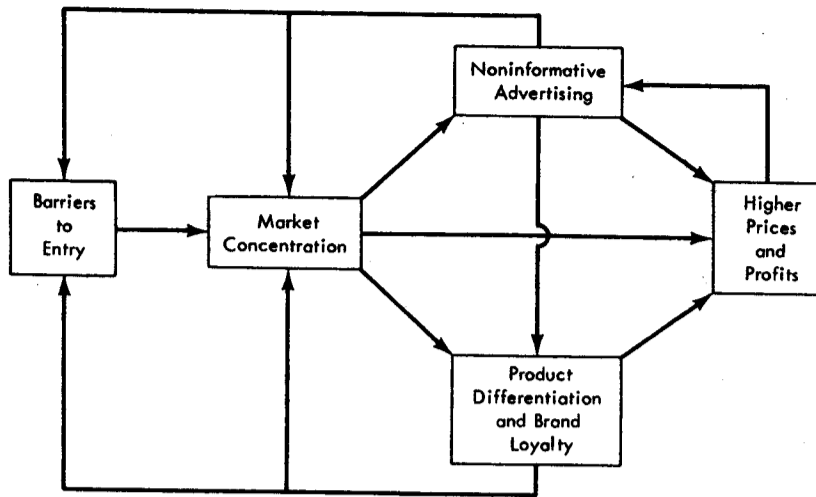 Noninformative
Advertising
Barriers
to
Entry
Market
Concentration
Higher
Prices
and
Profits
Product
Differentiation
and Brand
Loyalty